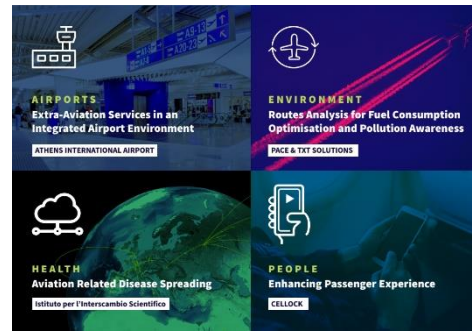 AIRPORTS
Extra-Aviation Services in an
Integrated Airport Environment
ATHENS INTERNATIONAL AIRPORT
ENVIRONMENT
Routes Analysis for Fuel Consumption
Optimisation and Pollution Awareness
PACE & TXT SOLUTIONS
HEALTH
Aviation Related Disease Spreading
Istituto per l'Interscambio Scientifico
PEOPLE
Enhancing Passenger Experience
CELLOCK